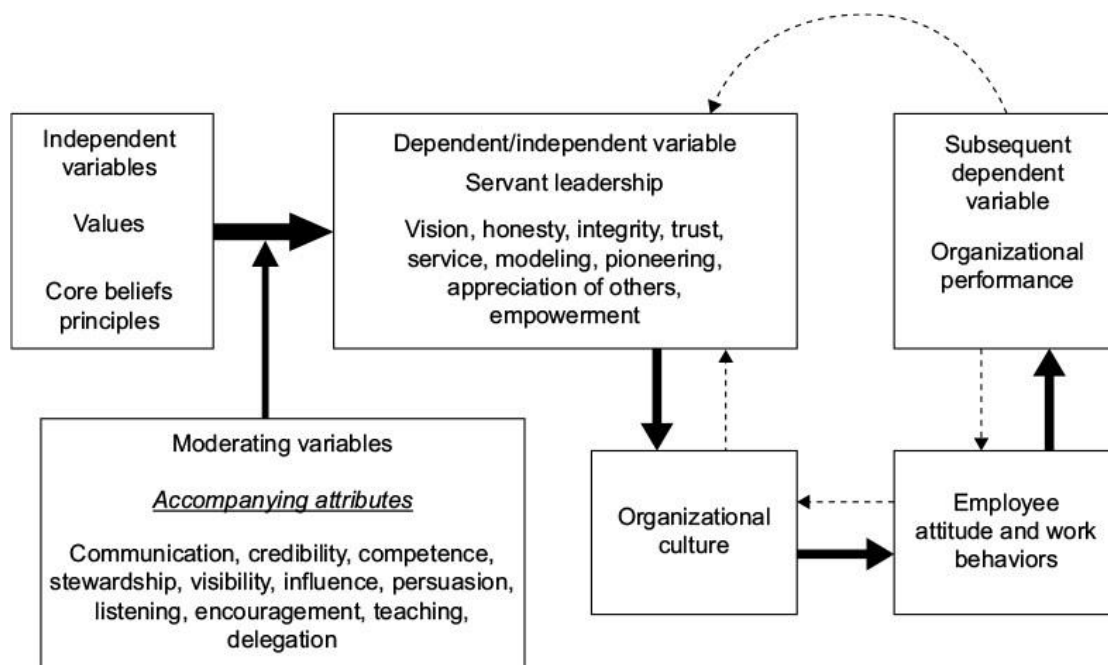 Independent
variables
Values
Core beliefs
principles
Dependent/independent variable
Servant leadership
Vision, honesty, integrity, trust,
service, modeling, pioneering,
appreciation of others,
empowerment
Subsequent
dependent
variable
Organizational
performance
Moderating variables
Accompanying attributes
Communication, credibility, competence,
stewardship, visibility, influence, persuasion,
listening, encouragement, teaching,
delegation
Organizational
culture
Employee
attitude and work
behaviors